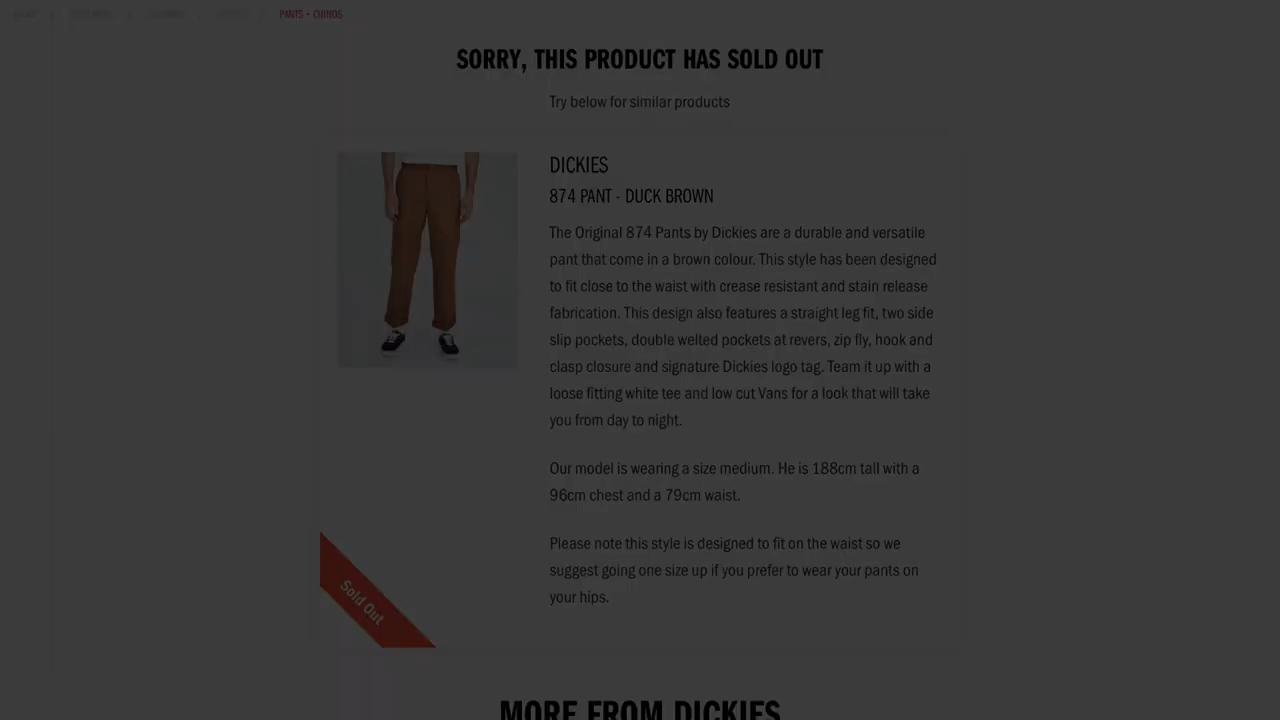 PANTS + CHINOS
SORRY, THIS PRODUCT HAS SOLD OUT
Try below for similar products
DICKIES
874 PANT - DUCK BROWN
The Original 874 Pants by Dickies are a durable and versatile
pant that come in a brown colour. This style has been designed
to fit close to the waist with crease resistant and stain release
fabrication. This design also features a straight leg fit, two side
slip pockets, double welted pockets at revers, zip fly, hook and
clasp closure and signature Dickies logo tag. Team it up with a
loose fitting white tee and low cut Vans for a look that will take
you from day to night.
Our model is wearing a size medium. He is 188cm tall with a
96cm chest and a 79cm waist.
Please note this style is designed to fit on the waist so we
suggest going one size up if you prefer to wear your pants on
your hips.
Sold Out
MORE FROM DICKIES